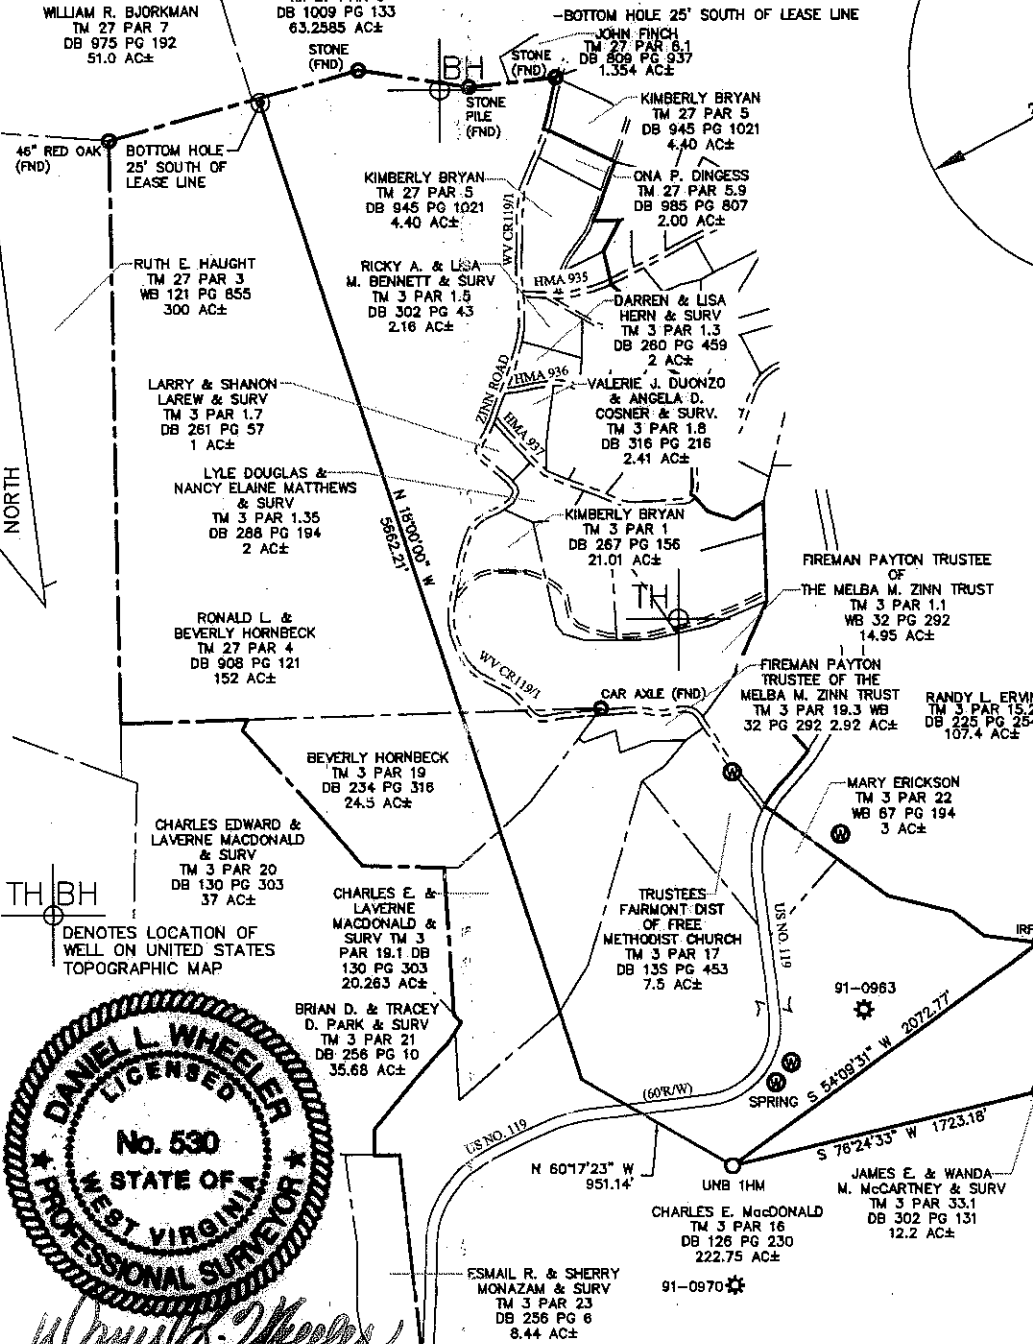 WILLIAM R. BJORKMAN
TM 27 PAR 7
DB 975 PG 192
51.0 AC±
DB 1009 PG 133
63.2585 AC±
STONE
(FND)
BH
-BOTTOM HOLE 25' SOUTH OF LEASE LINE
STONE
(FND)
JOHN FINCH
TM 27 PAR 6.1
DB 809 PG 937
1.354 AC±
STONE
PILE
(FND)
46" RED OAK
(FND)
BOTTOM HOLE
25' SOUTH OF
LEASE LINE
KIMBERLY BRYAN
TM 27 PAR 5
DB 945 PG 1021
4.40 AC±
KIMBERLY BRYAN
TM 27 PAR 5
DB 945 PG 1021
4.40 AC±
ONA P. DINGESS
TM 27 PAR 5.9
DB 985 PG 807
2.00 AC±
WV CR119/1
RUTH E. HAUGHT
TM 27 PAR 3
WB 121 PG 855
300 AC±
RICKY A. & LISA
M. BENNETT & SURV
TM 3 PAR 1.5
DB 302 PG 43
2.16 AC±
HMA 935
DARREN & LISA
HERN & SURV
TM 3 PAR 1.3
DB 260 PG 459
2 AC±
ZINN ROAD
HMA 936
LARRY & SHANON
LAREW & SURV
TM 3 PAR 1.7
DB 261 PG 57
1 AC±
VALERIE J. DUONZO
& ANGELA D.
COSNER & SURV.
TM 3 PAR 1.8
DB 316 PG 216
2.41 AC±
HMA 937
NORTH
LYLE DOUGLAS &
NANCY ELAINE MATTHEWS
& SURV
TM 3 PAR 1.35
DB 288 PG 194
2 AC±
N 18°00'00" W
5662.21'
KIMBERLY BRYAN
TM 3 PAR 1
DB 267 PG 156
21.01 AC±
TH
FIREMAN PAYTON TRUSTEE
OF
THE MELBA M. ZINN TRUST
TM 3 PAR 1.1
WB 32 PG 292
14.95 AC±
RONALD L. &
BEVERLY HORNBECK
TM 27 PAR 4
DB 908 PG 121
152 AC±
WV CR119/1
CAR AXLE (FND)
FIREMAN PAYTON
TRUSTEE OF THE
MELBA M. ZINN TRUST
TM 3 PAR 19.3 WB
32 PG 292 2.92 AC±
RANDY L. ERVIN
TM 3 PAR 15.2
DB 225 PG 254
107.4 AC±
BEVERLY HORNBECK
TM 3 PAR 19
DB 234 PG 316
24.5 AC±
W
MARY ERICKSON
TM 3 PAR 22
WB 67 PG 194
3 AC±
W
CHARLES EDWARD &
LAVERNE MACDONALD
& SURV
TM 3 PAR 20
DB 130 PG 303
37 AC±
TH BH
DENOTES LOCATION OF
WELL ON UNITED STATES
TOPOGRAPHIC MAP
CHARLES E. &
LAVERNE
MACDONALD &
SURV TM 3
PAR 19.1 DB
130 PG 303
20.263 AC±
TRUSTEES
FAIRMONT DIST
OF FREE
METHODIST CHURCH
TM 3 PAR 17
DB 135 PG 453
7.5 AC±
US NO. 119
IRF
91-0963
BRIAN D. & TRACEY
D. PARK & SURV
TM 3 PAR 21
DB 256 PG 10
35.68 AC±
S 54°09'31" W 2072.77'
W
W
SPRING
(60'R/W)
US NO. 119
S 76°24'33" W 1723.18'
N 60°17'23" W
951.14'
UNB 1HM
CHARLES E. MacDONALD
TM 3 PAR 16
DB 126 PG 230
222.75 AC±
JAMES E. & WANDA
M. McCARTNEY & SURV
TM 3 PAR 33.1
DB 302 PG 131
12.2 AC±
91-0970
ESMAIL R. & SHERRY
MONAZAM & SURV
TM 3 PAR 23
DB 256 PG 6
8.44 AC±
DANIEL L. WHEELER
LICENSED
No. 530
STATE OF
WEST VIRGINIA
PROFESSIONAL SURVEYOR
Daniel L. Wheeler